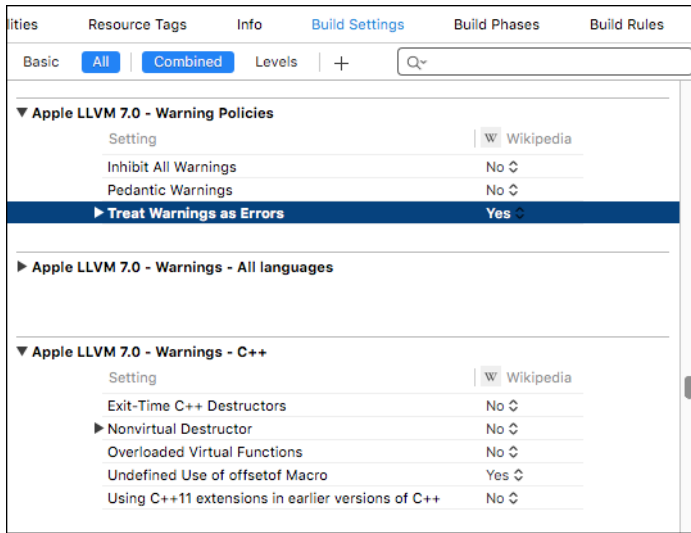 lities Resource Tags Info Build Settings Build Phases Build Rules
Basic All Combined Levels +
Apple LLVM 7.0 - Warning Policies
Setting W Wikipedia
Inhibit All Warnings No
Pedantic Warnings No
Treat Warnings as Errors Yes
Apple LLVM 7.0 - Warnings - All languages
Apple LLVM 7.0 - Warnings - C++
Setting W Wikipedia
Exit-Time C++ Destructors No
Nonvirtual Destructor No
Overloaded Virtual Functions No
Undefined Use of offsetof Macro Yes
Using C++11 extensions in earlier versions of C++ No